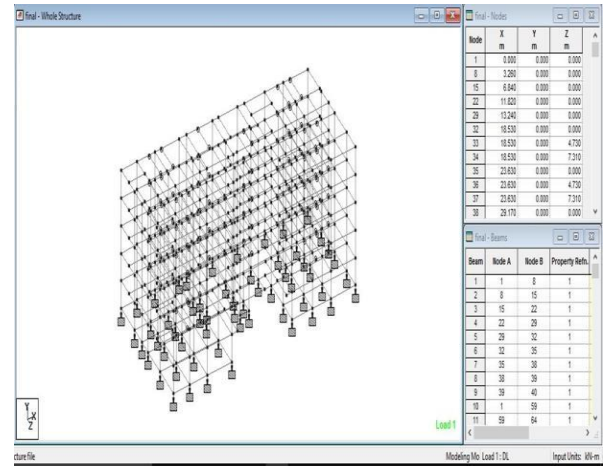 final - Whole Structure
Y
X
Z
Load 1
final - Nodes
Node X Y Z
m m m
1 0.000 0.000 0.000
8 3.260 0.000 0.000
15 6.640 0.000 0.000
22 11.820 0.000 0.000
29 13.240 0.000 0.000
32 18.530 0.000 0.000
33 18.530 0.000 4.730
34 18.530 0.000 7.310
35 23.630 0.000 0.000
36 23.630 0.000 4.730
37 23.630 0.000 7.310
38 29.170 0.000 0.000
final - Beams
Beam Node A Node B Property Refn.
1 1 8 1
2 8 15 1
3 15 22 1
4 22 29 1
5 29 32 1
6 32 35 1
7 35 38 1
8 38 39 1
9 39 40 1
10 1 59 1
11 59 64 1
cture file
Modeling Mo Load 1 : DL
Input Units: kN-m